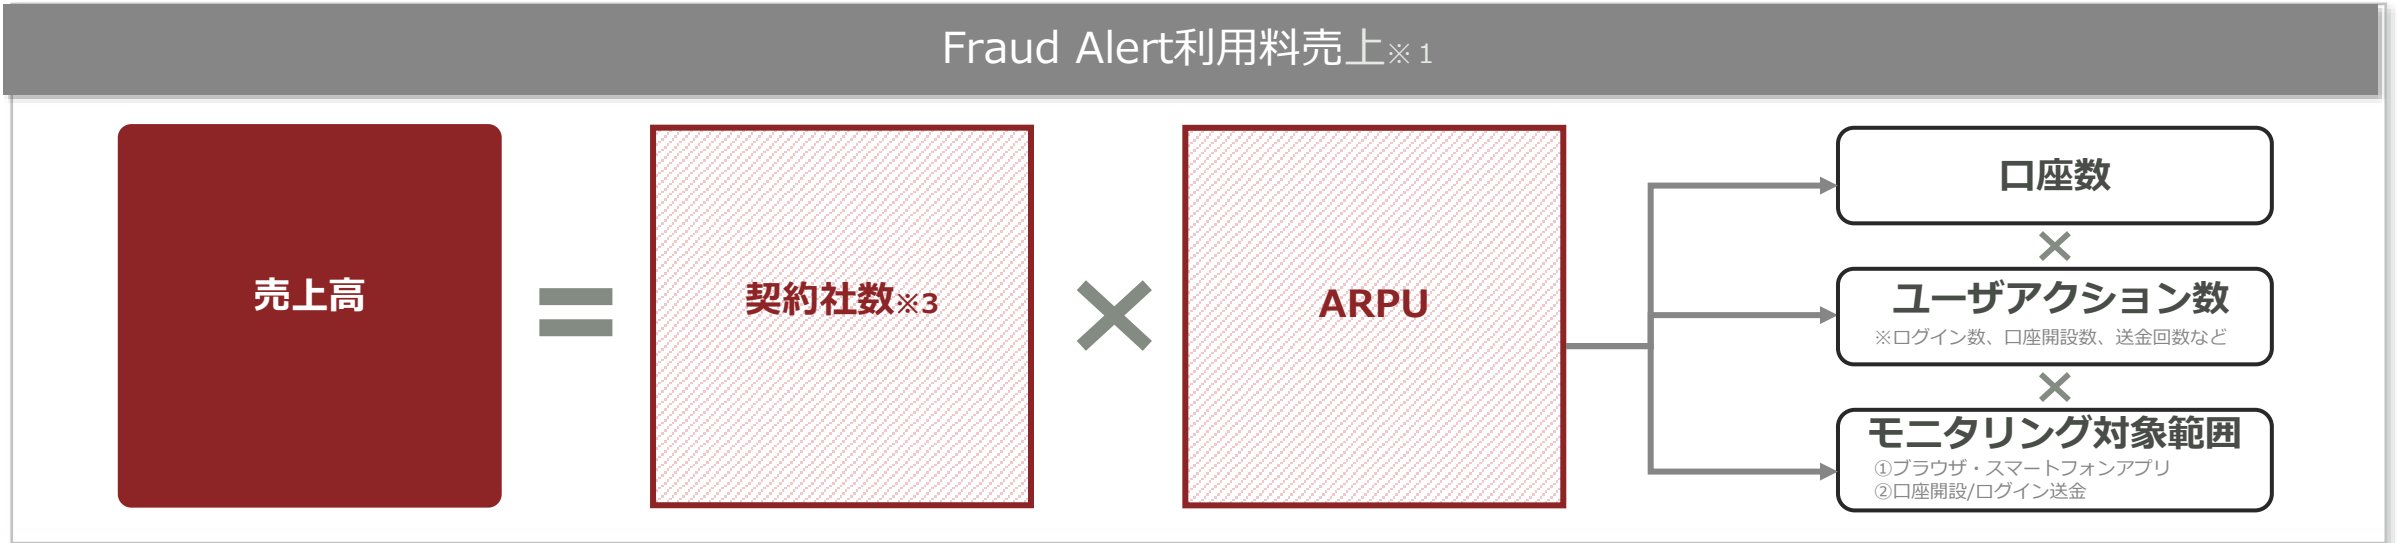 Fraud Alert利用料売上※1
売上高
=
契約社数※3
×
ARPU
口座数
×
ユーザアクション数
※ログイン数、口座開設数、送金回数など
×
モニタリング対象範囲
①ブラウザ・スマートフォンアプリ
②口座開設/ログイン送金